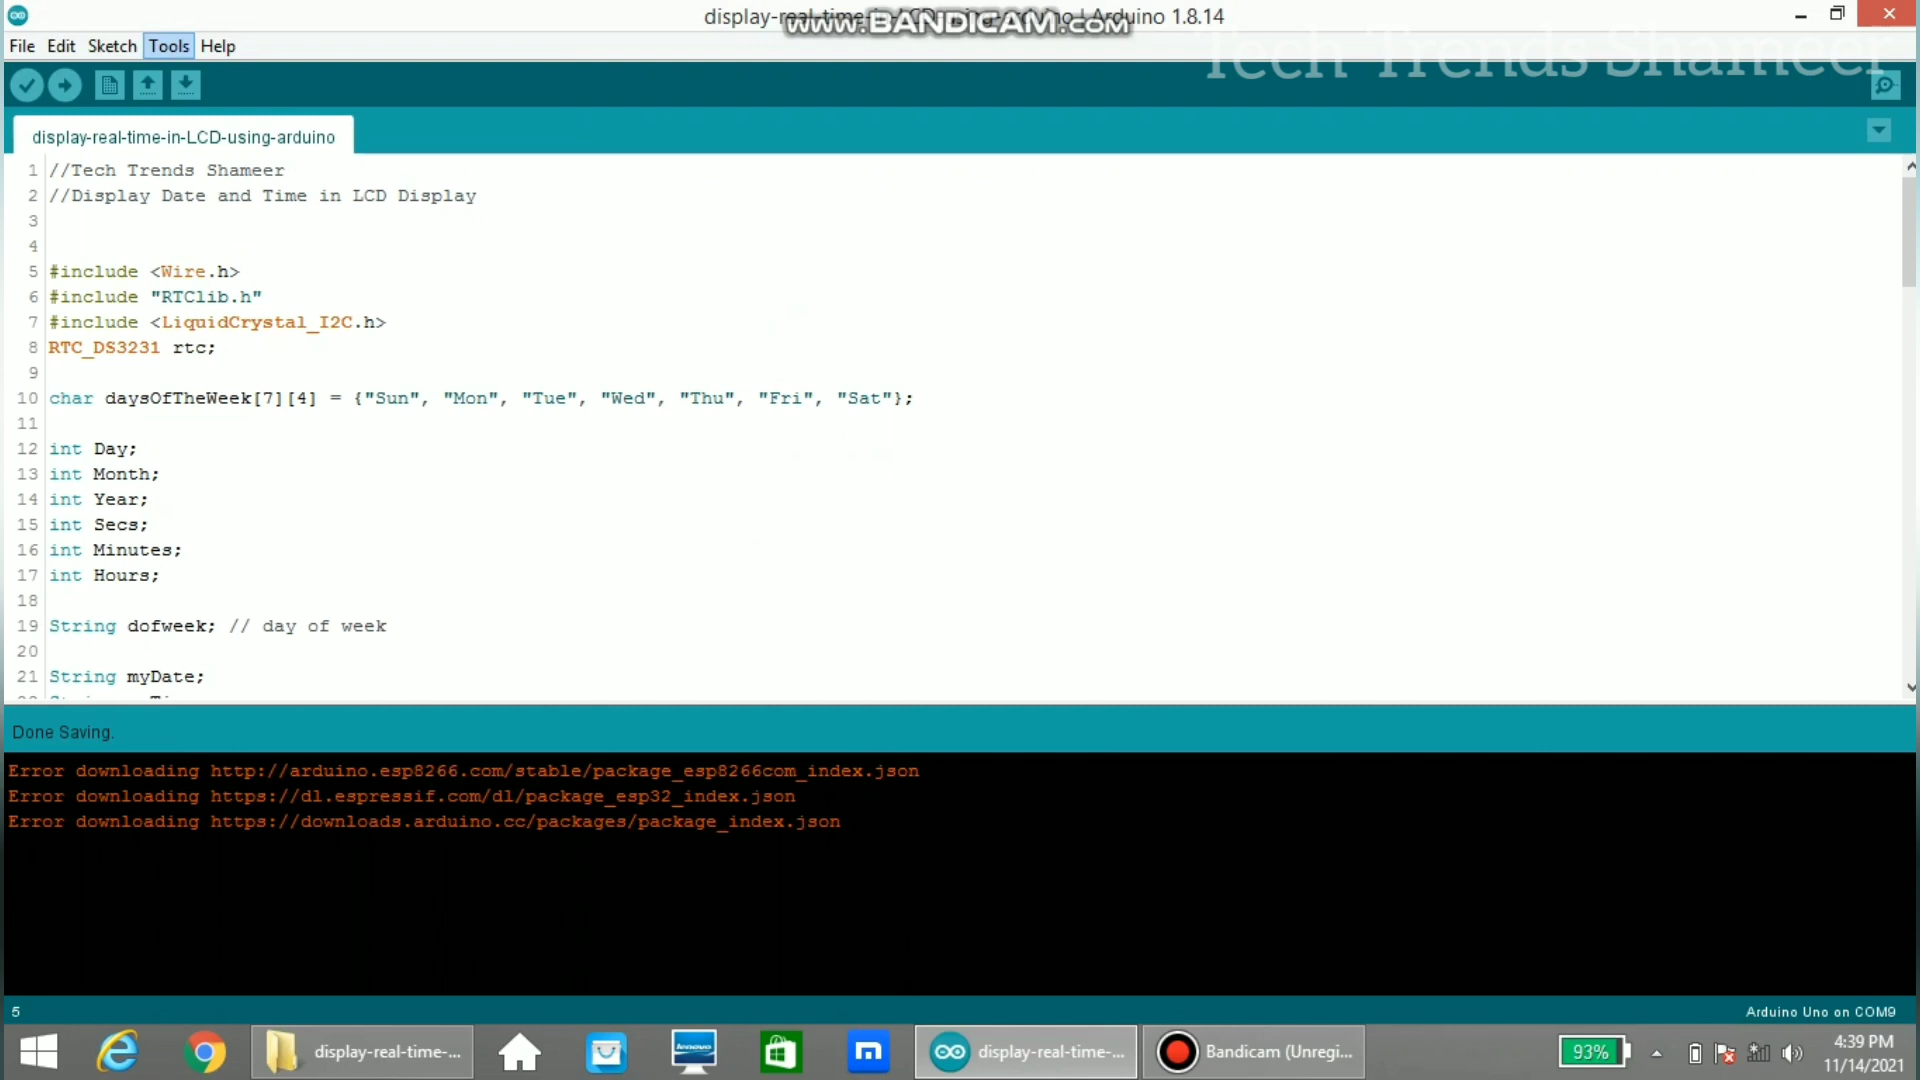 display-real-time-in-LCD-using-arduino | Arduino 1.8.14
www.BANDICAM.com
File Edit Sketch Tools Help
Tech Trends Shameer
display-real-time-in-LCD-using-arduino
1 //Tech Trends Shameer
2 //Display Date and Time in LCD Display
3
4
5 #include <Wire.h>
6 #include "RTClib.h"
7 #include <LiquidCrystal_I2C.h>
8 RTC_DS3231 rtc;
9
10 char daysOfTheWeek[7][4] = {"Sun", "Mon", "Tue", "Wed", "Thu", "Fri", "Sat"};
11
12 int Day;
13 int Month;
14 int Year;
15 int Secs;
16 int Minutes;
17 int Hours;
18
19 String dofweek; // day of week
20
21 String myDate;
Done Saving.
Error downloading http://arduino.esp8266.com/stable/package_esp8266com_index.json
Error downloading https://dl.espressif.com/dl/package_esp32_index.json
Error downloading https://downloads.arduino.cc/packages/package_index.json
5 Arduino Uno on COM9
display-real-time-... lenovo display-real-time-... Bandicam (Unregi... 93% 4:39 PM
11/14/2021